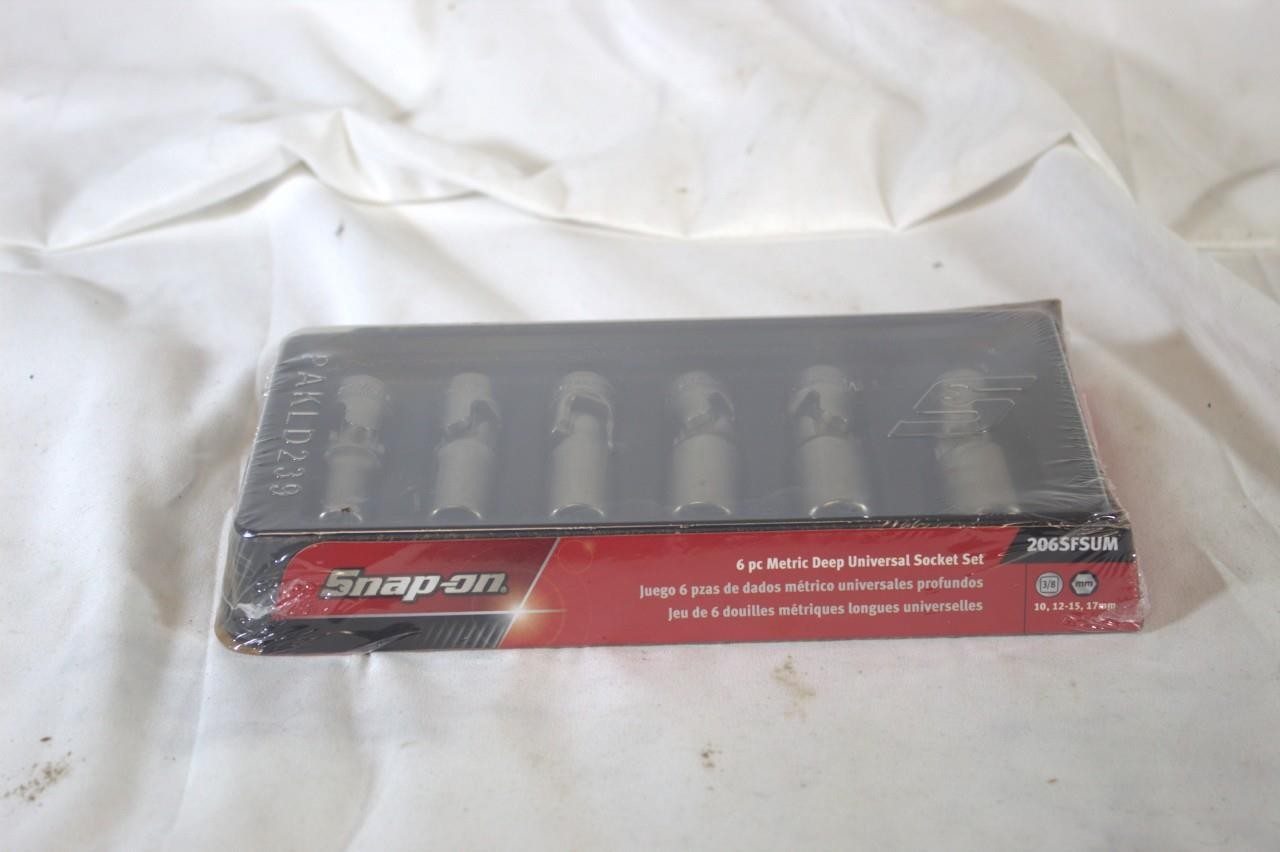 PAKLD239
Snap-on
6 pc Metric Deep Universal Socket Set
Juego 6 pzas de dados métrico universales profundos
Jeu de 6 douilles métriques longues universelles
206SFSUM
3/8 mm
10, 12-15, 17mm